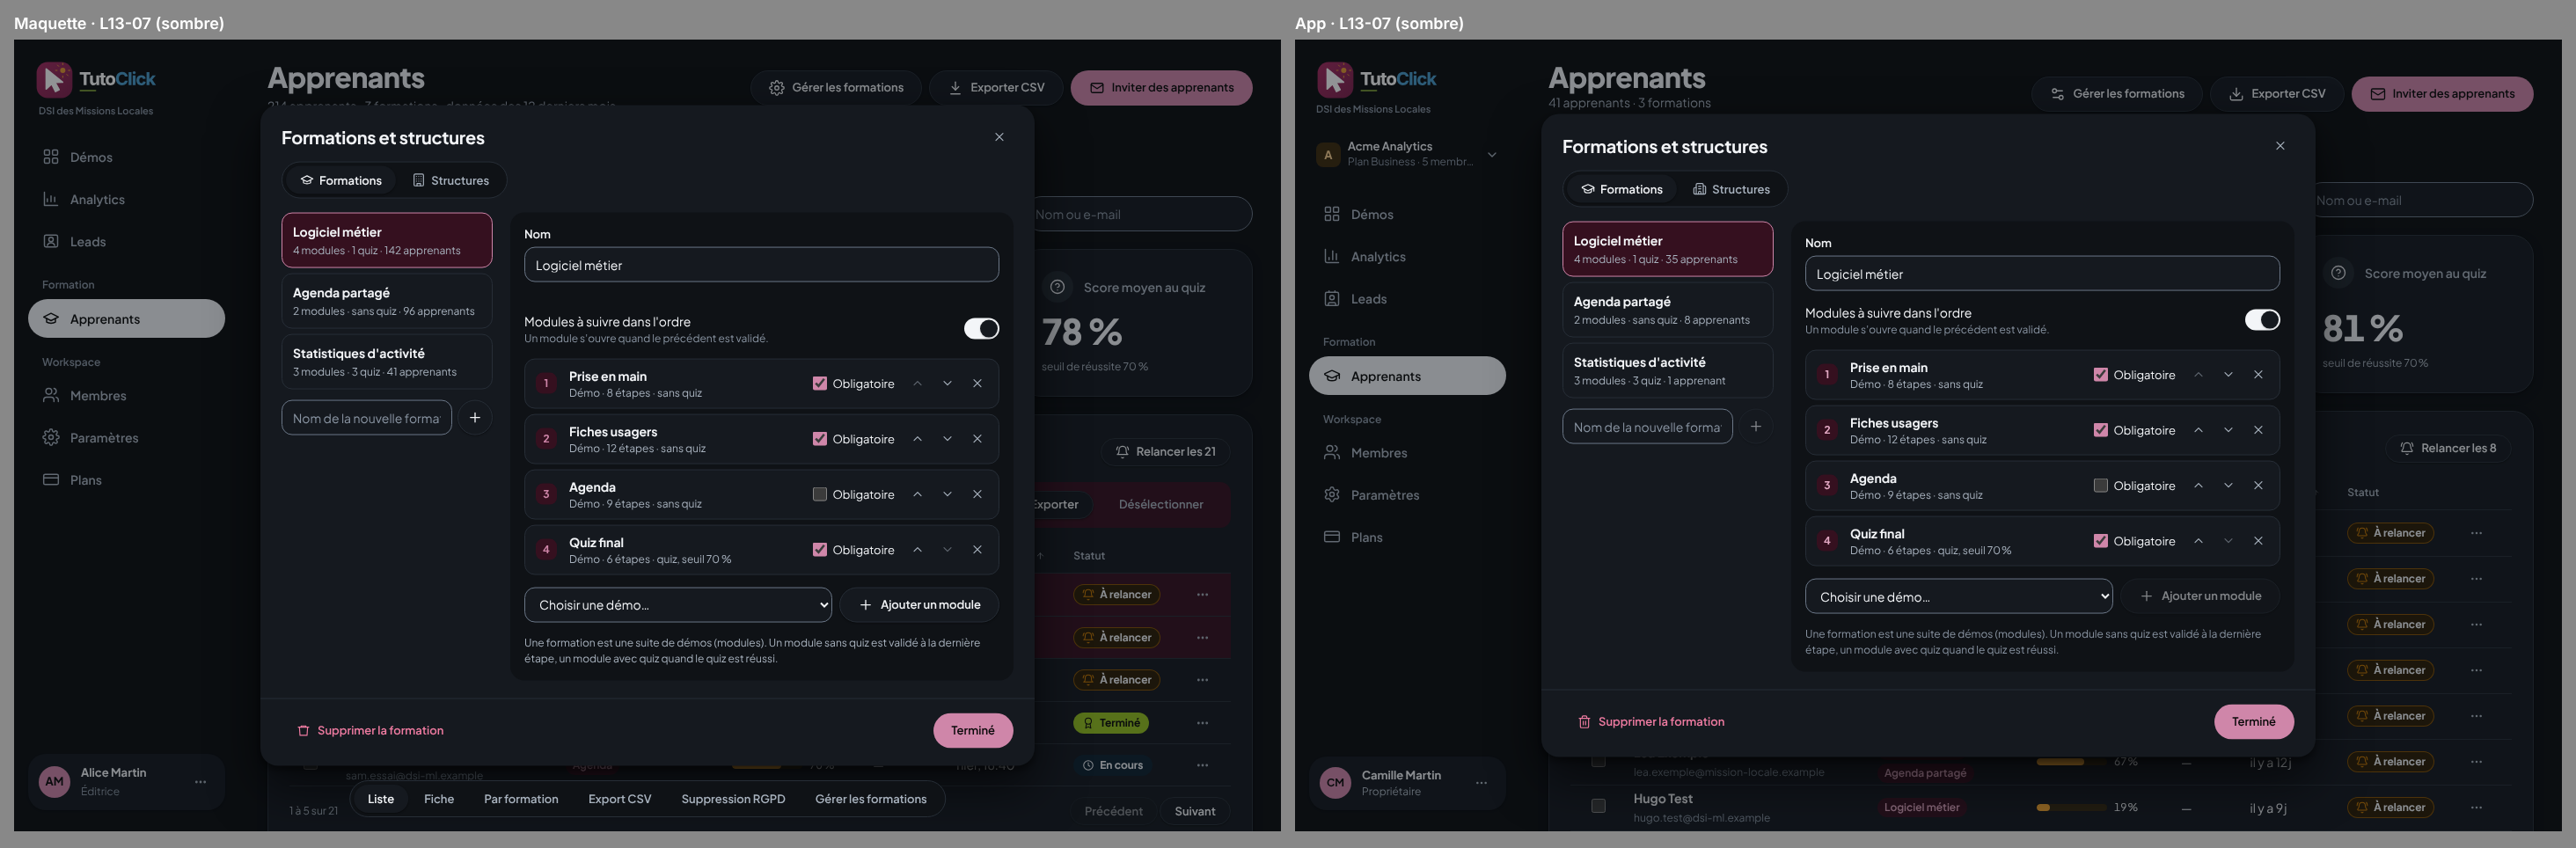 Maquette · L13-07 (sombre)
TutoClick
DSI des Missions Locales
Démos
Analytics
Leads
Formation
Apprenants
Workspace
Membres
Paramètres
Plans
AM
Alice Martin
Éditrice
Apprenants
Gérer les formations
Exporter CSV
Inviter des apprenants
Formations et structures
Formations
Structures
Logiciel métier
4 modules · 1 quiz · 142 apprenants
Agenda partagé
2 modules · sans quiz · 96 apprenants
Statistiques d'activité
3 modules · 3 quiz · 41 apprenants
Nom de la nouvelle format
Nom
Logiciel métier
Modules à suivre dans l'ordre
Un module s'ouvre quand le précédent est validé.
1
Prise en main
Démo · 8 étapes · sans quiz
Obligatoire
2
Fiches usagers
Démo · 12 étapes · sans quiz
Obligatoire
3
Agenda
Démo · 9 étapes · sans quiz
Obligatoire
4
Quiz final
Démo · 6 étapes · quiz, seuil 70 %
Obligatoire
Choisir une démo…
Ajouter un module
Une formation est une suite de démos (modules). Un module sans quiz est validé à la dernière
étape, un module avec quiz quand le quiz est réussi.
Supprimer la formation
Terminé
Nom ou e-mail
Score moyen au quiz
78 %
seuil de réussite 70 %
Relancer les 21
Exporter
Désélectionner
Statut
À relancer
À relancer
À relancer
Terminé
En cours
sam.essai@dsi-ml.example
Agenda
1 à 5 sur 21
Liste
Fiche
Par formation
Export CSV
Suppression RGPD
Gérer les formations
Précédent
Suivant
App · L13-07 (sombre)
TutoClick
DSI des Missions Locales
A
Acme Analytics
Plan Business · 5 membr…
Démos
Analytics
Leads
Formation
Apprenants
Workspace
Membres
Paramètres
Plans
CM
Camille Martin
Propriétaire
Apprenants
41 apprenants · 3 formations
Gérer les formations
Exporter CSV
Inviter des apprenants
Formations et structures
Formations
Structures
Logiciel métier
4 modules · 1 quiz · 35 apprenants
Agenda partagé
2 modules · sans quiz · 8 apprenants
Statistiques d'activité
3 modules · 3 quiz · 1 apprenant
Nom de la nouvelle format
Nom
Logiciel métier
Modules à suivre dans l'ordre
Un module s'ouvre quand le précédent est validé.
1
Prise en main
Démo · 8 étapes · sans quiz
Obligatoire
2
Fiches usagers
Démo · 12 étapes · sans quiz
Obligatoire
3
Agenda
Démo · 9 étapes · sans quiz
Obligatoire
4
Quiz final
Démo · 6 étapes · quiz, seuil 70 %
Obligatoire
Choisir une démo…
Ajouter un module
Une formation est une suite de démos (modules). Un module sans quiz est validé à la dernière
étape, un module avec quiz quand le quiz est réussi.
Supprimer la formation
Terminé
Nom ou e-mail
Score moyen au quiz
81 %
seuil de réussite 70 %
Relancer les 8
Statut
À relancer
À relancer
À relancer
À relancer
À relancer
lea.exemple@mission-locale.example
Agenda partagé
67 %
—
il y a 12 j
À relancer
Hugo Test
hugo.test@dsi-ml.example
Logiciel métier
19 %
—
il y a 9 j
À relancer